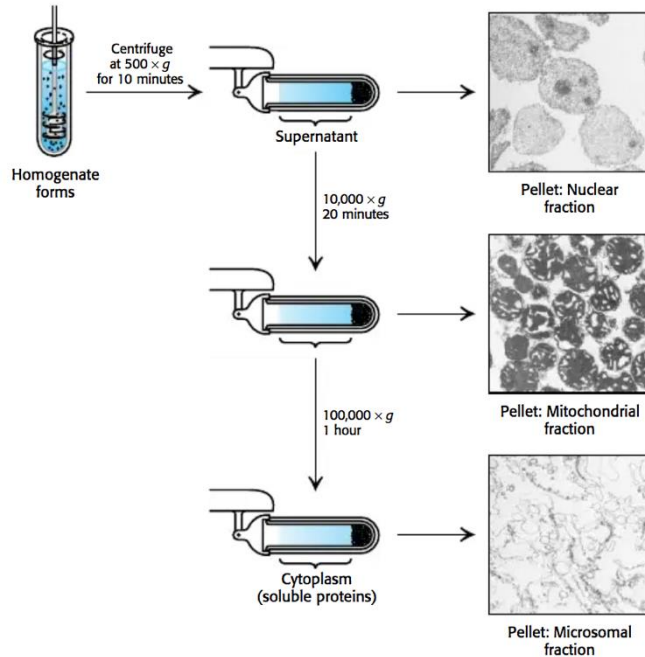 Centrifuge
at 500 × g
for 10 minutes
Supernatant
Homogenate
forms
Pellet: Nuclear
fraction
10,000 × g
20 minutes
Pellet: Mitochondrial
fraction
100,000 × g
1 hour
Cytoplasm
(soluble proteins)
Pellet: Microsomal
fraction